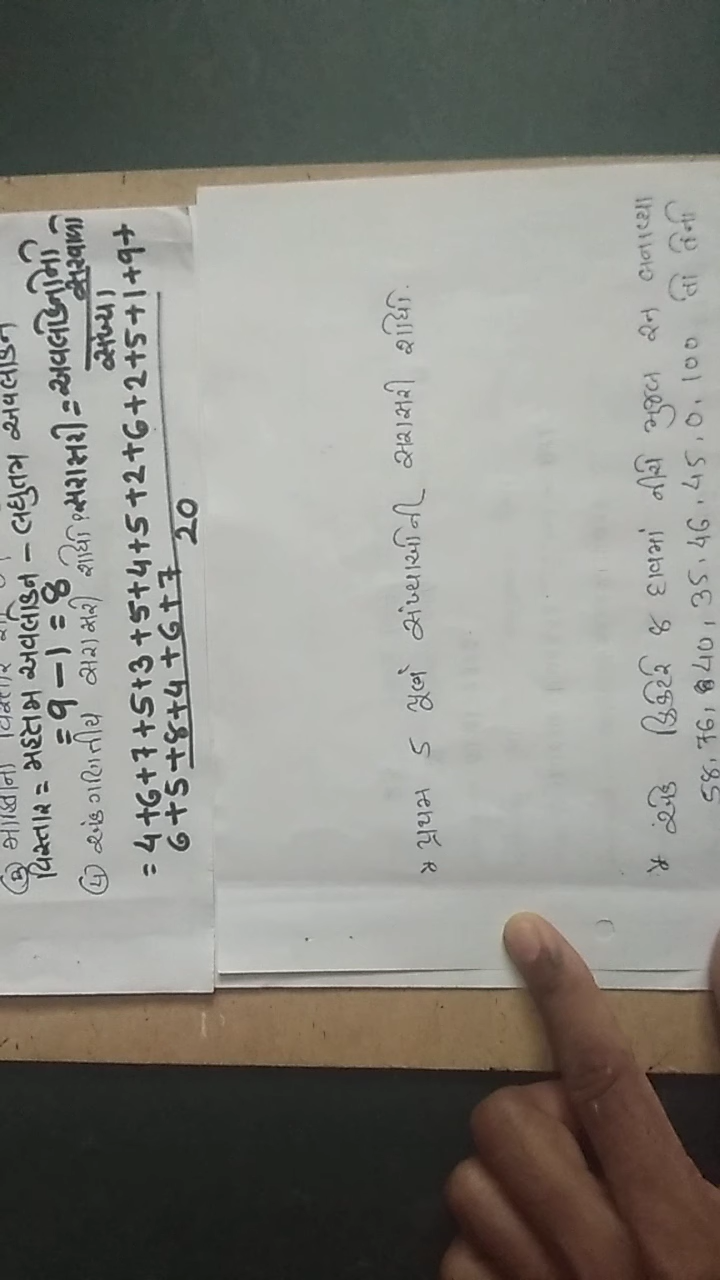 ③ માહિતીનો વિસ્તાર
વિસ્તાર = મહત્તમ અવલોકન – લઘુતમ અવલોકન
= 9 – 1 = 8
④ અંકગણિતીય સરાસરી શોધો? સરાસરી = અવલોકનોનો સરવાળો
સંખ્યા
= 4+6+7+5+3+5+4+5+2+6+2+5+1+9+
6+5+8+4+6+7
20
* પ્રથમ 5 પૂર્ણ સંખ્યાઓની સરાસરી શોધો.
* એક ક્રિકેટરે 8 દાવમાં નીચે મુજબ રન બનાવ્યા
58, 76, 40, 35, 46, 45, 0, 100 તો તેની